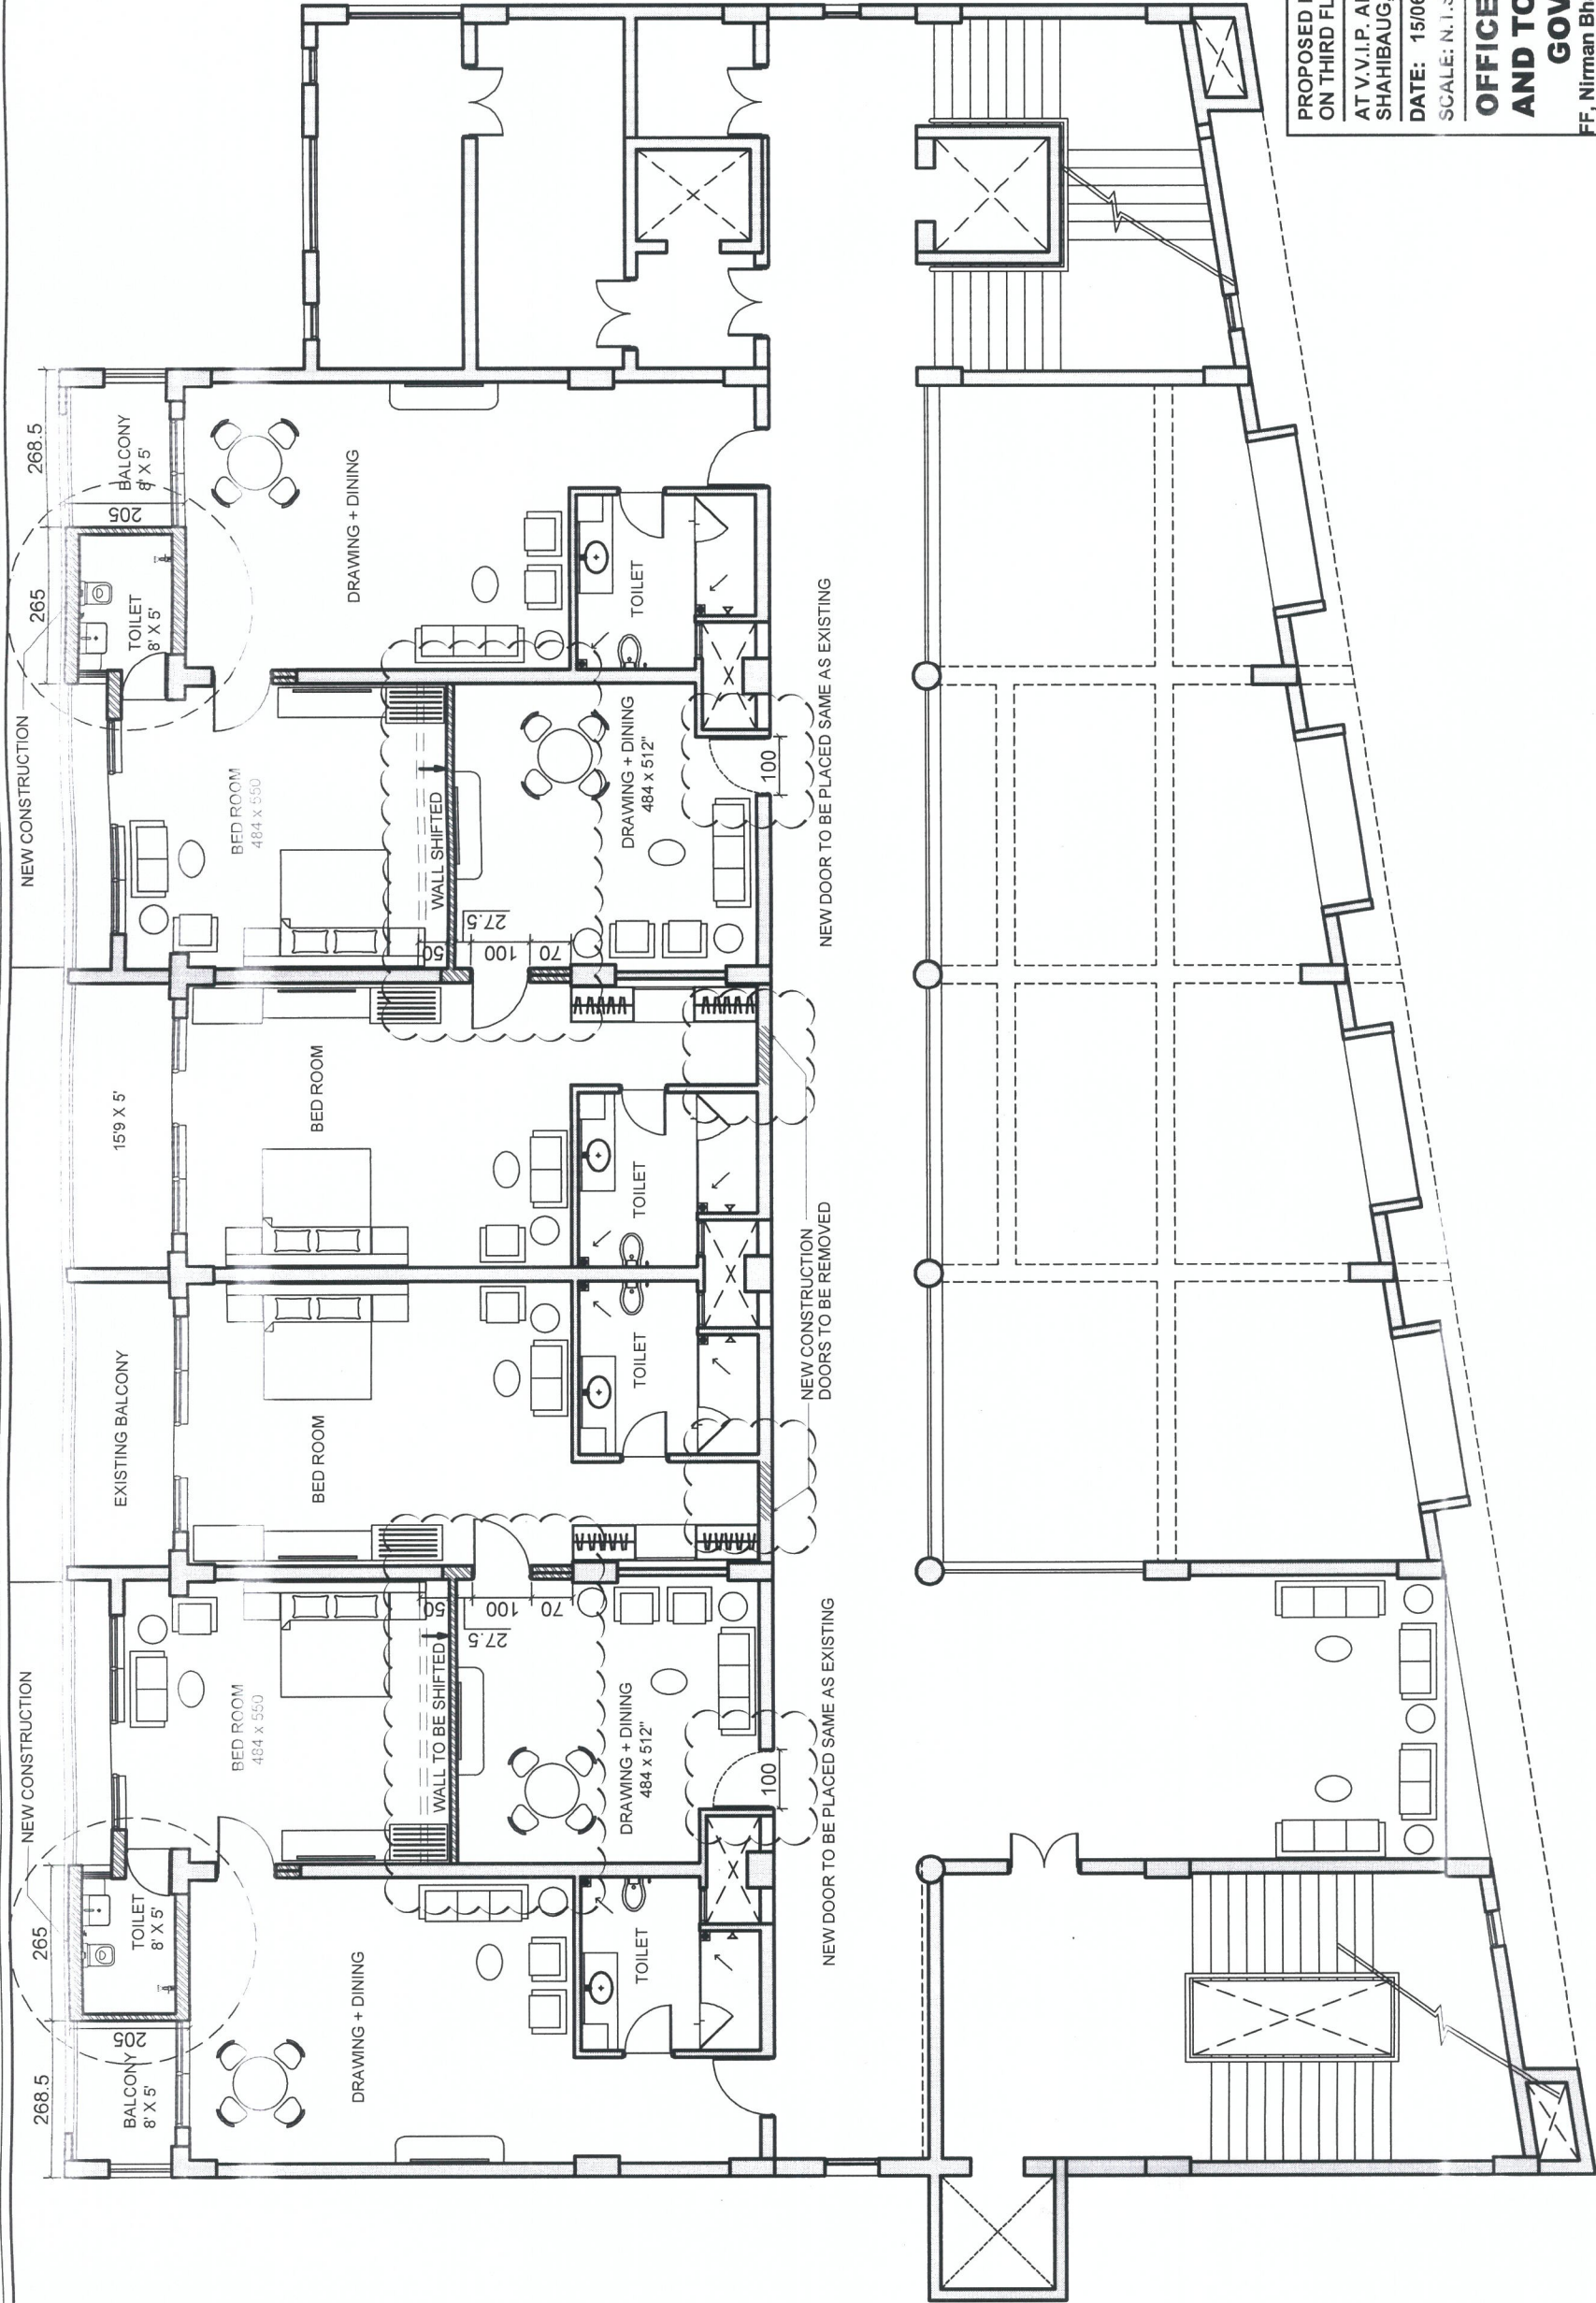 268.5
265
NEW CONSTRUCTION
BALCONY
8' X 5'
205
TOILET
8' X 5'
BED ROOM
484 x 550
DRAWING + DINING
WALL TO BE SHIFTED
50
27.5
100
70
DRAWING + DINING
484 x 512"
TOILET
100
NEW DOOR TO BE PLACED SAME AS EXISTING
EXISTING BALCONY
15'9 X 5'
BED ROOM
BED ROOM
TOILET
TOILET
NEW CONSTRUCTION
DOORS TO BE REMOVED
NEW CONSTRUCTION
265
268.5
TOILET
8' X 5'
205
BALCONY
8' X 5'
BED ROOM
484 x 550
DRAWING + DINING
WALL SHIFTED
50
27.5
100
70
DRAWING + DINING
484 x 512"
TOILET
100
NEW DOOR TO BE PLACED SAME AS EXISTING
PROPOSED
ON THIRD FL
AT V.V.I.P. A
SHAHIBAUG,
DATE: 15/06
SCALE: N.T.S
OFFICE
AND TO
GOV
FF, Nirman Bh